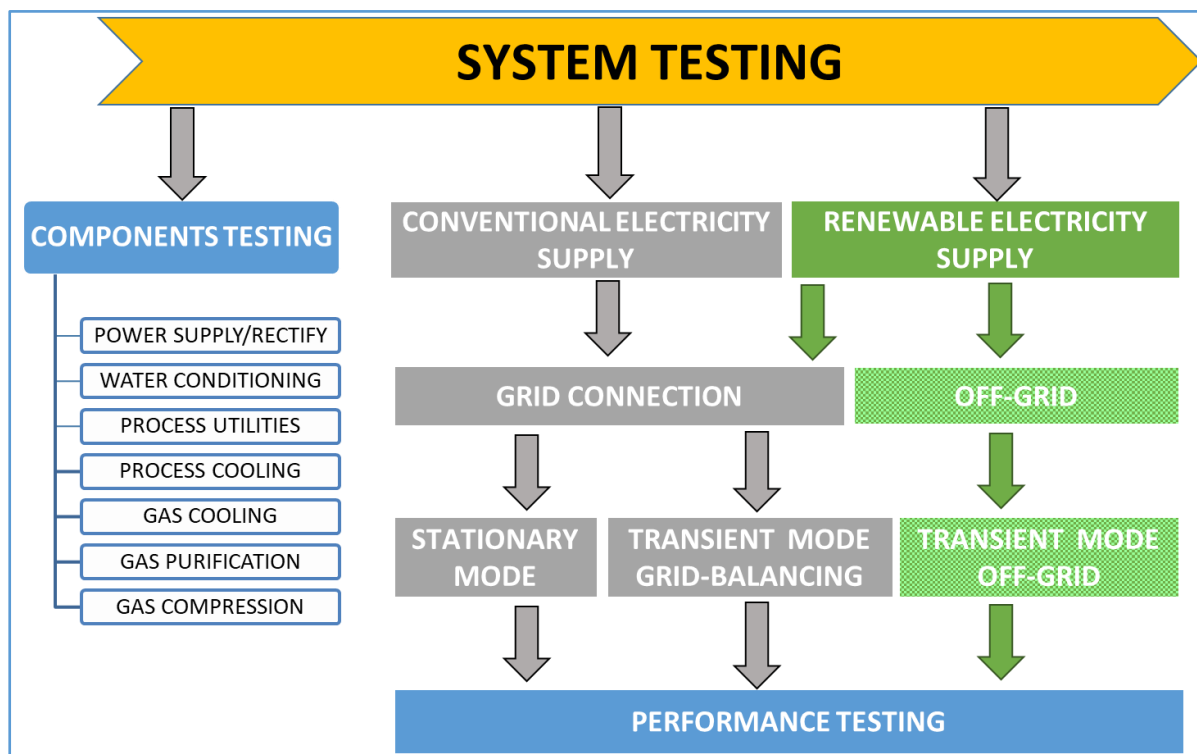 SYSTEM TESTING
COMPONENTS TESTING
POWER SUPPLY/RECTIFY
WATER CONDITIONING
PROCESS UTILITIES
PROCESS COOLING
GAS COOLING
GAS PURIFICATION
GAS COMPRESSION
CONVENTIONAL ELECTRICITY
SUPPLY
RENEWABLE ELECTRICITY
SUPPLY
GRID CONNECTION
OFF-GRID
STATIONARY
MODE
TRANSIENT MODE
GRID-BALANCING
TRANSIENT MODE
OFF-GRID
PERFORMANCE TESTING